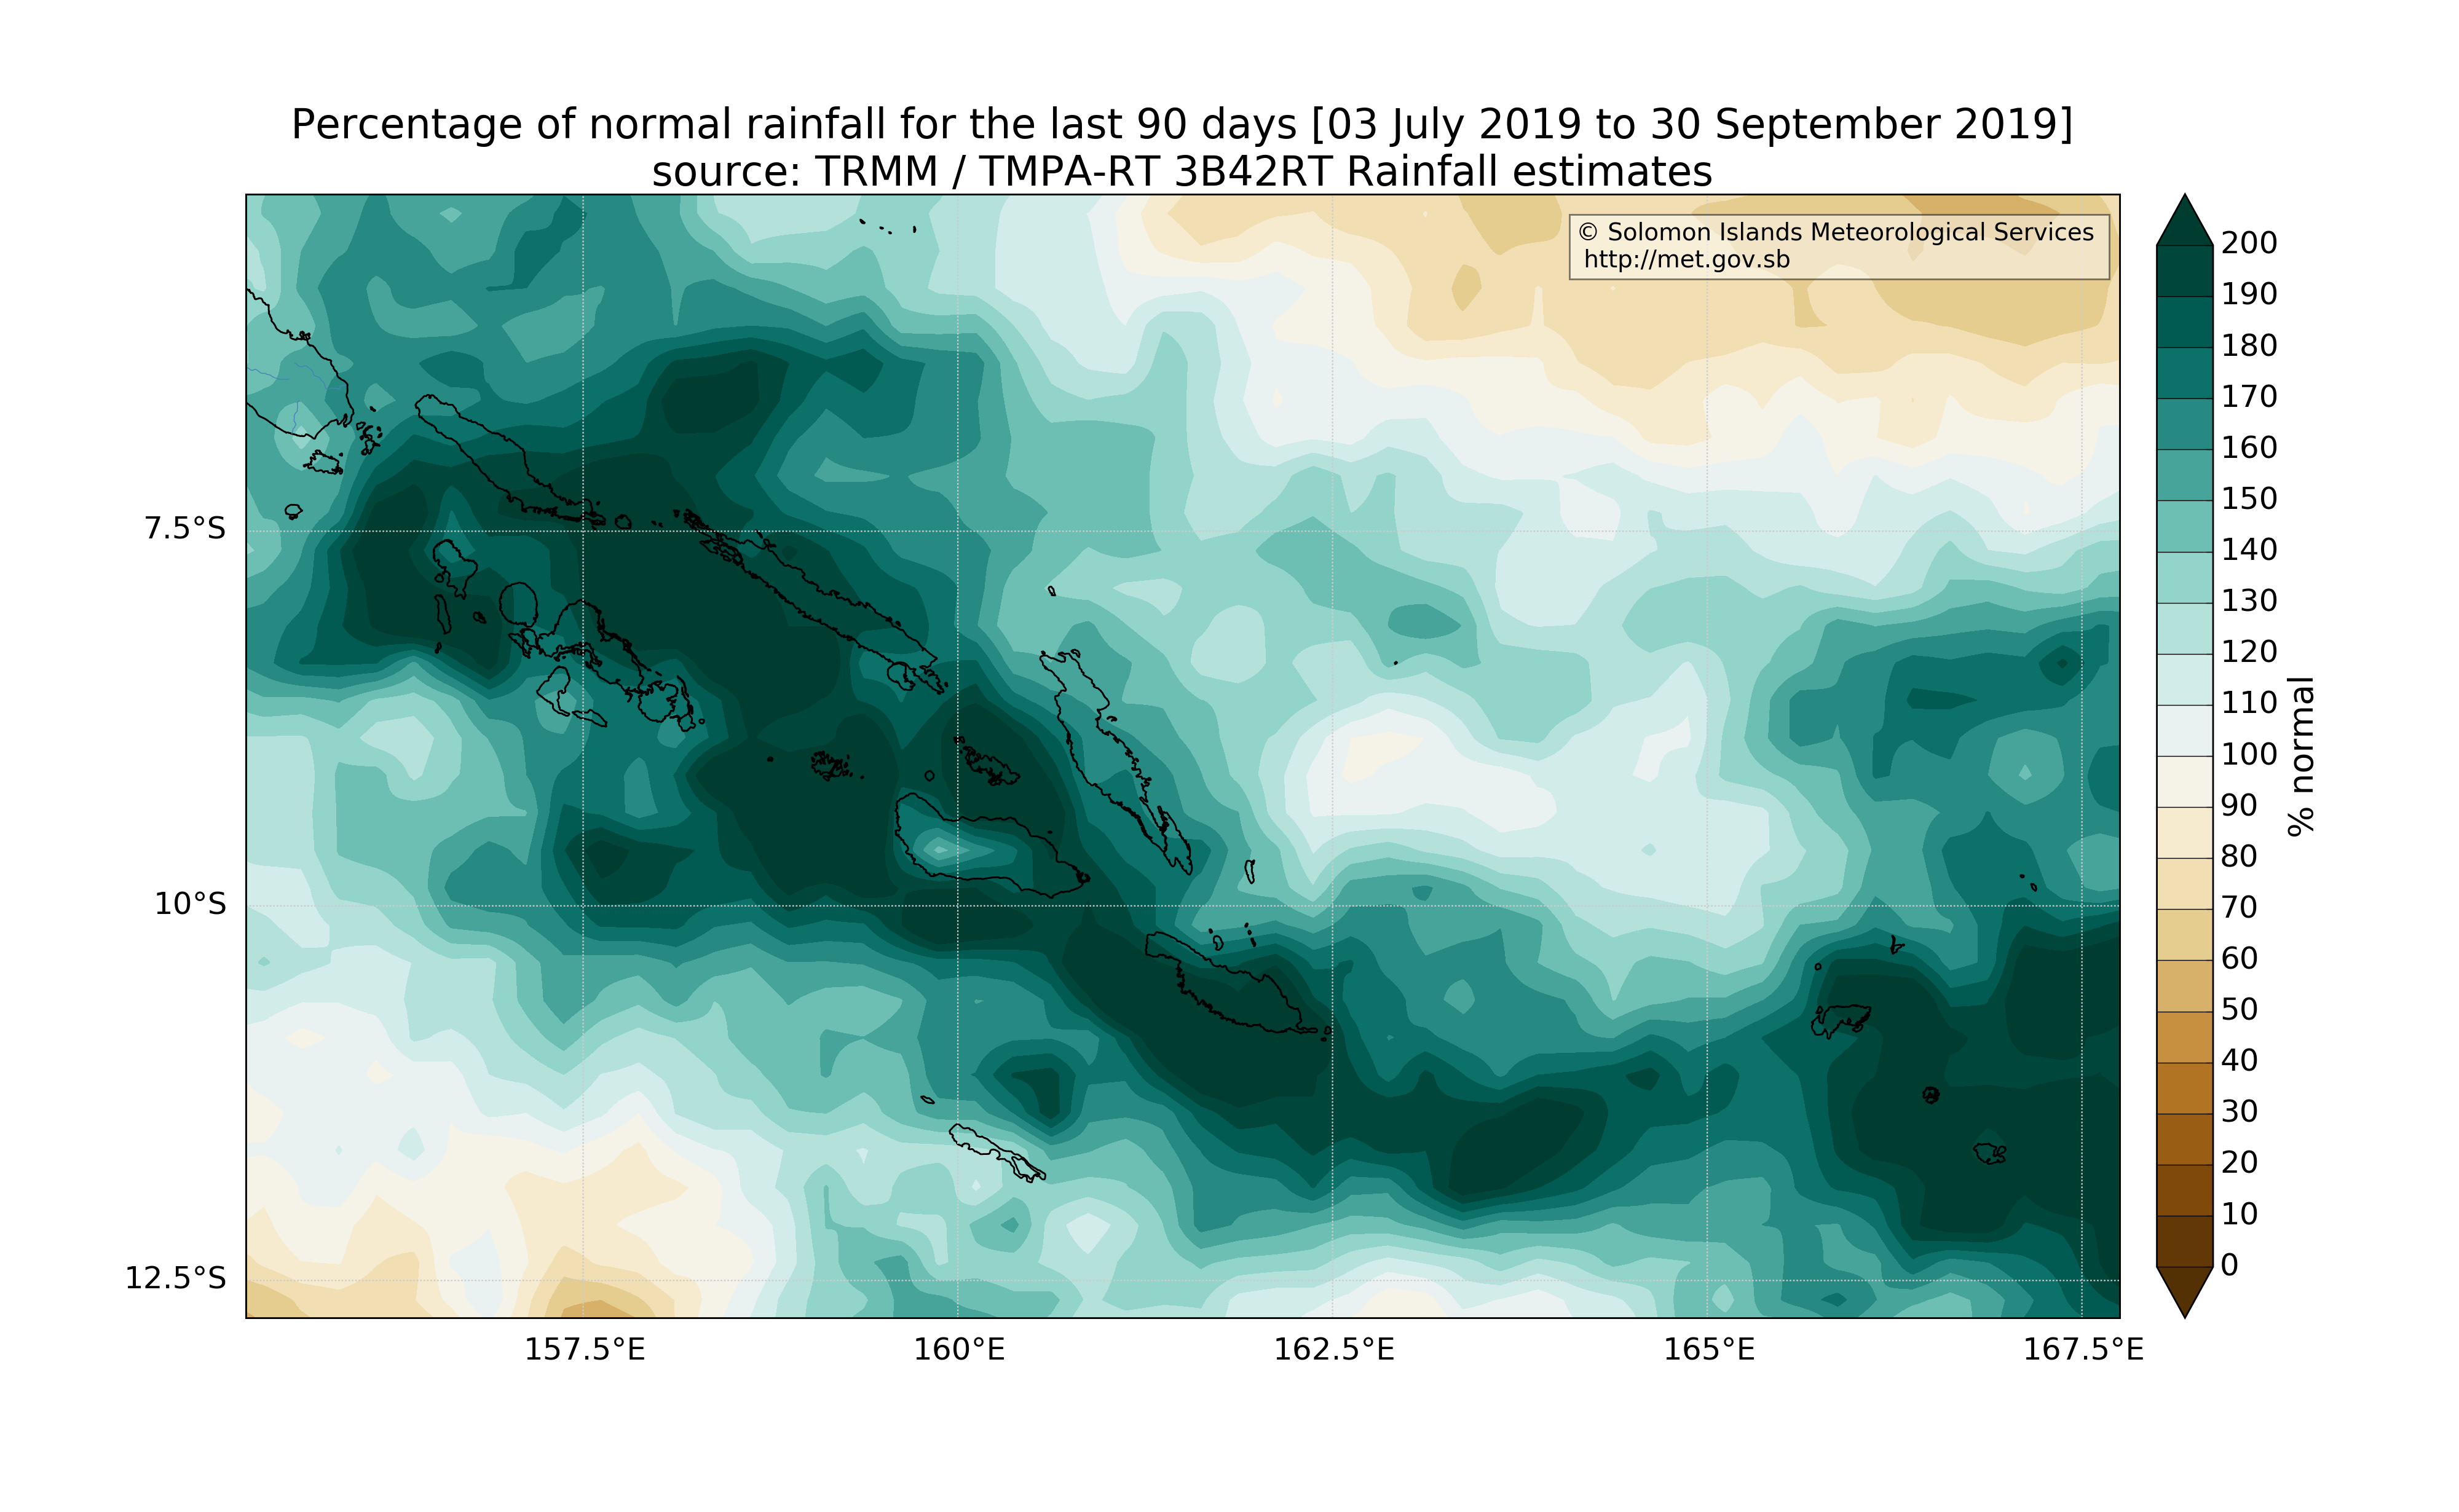 Percentage of normal rainfall for the last 90 days [03 July 2019 to 30 September 2019]
source: TRMM / TMPA-RT 3B42RT Rainfall estimates
© Solomon Islands Meteorological Services
http://met.gov.sb
7.5°S
10°S
12.5°S
157.5°E
160°E
162.5°E
165°E
167.5°E
200
190
180
170
160
150
140
130
120
110
100
90
80
70
60
50
40
30
20
10
0
% normal